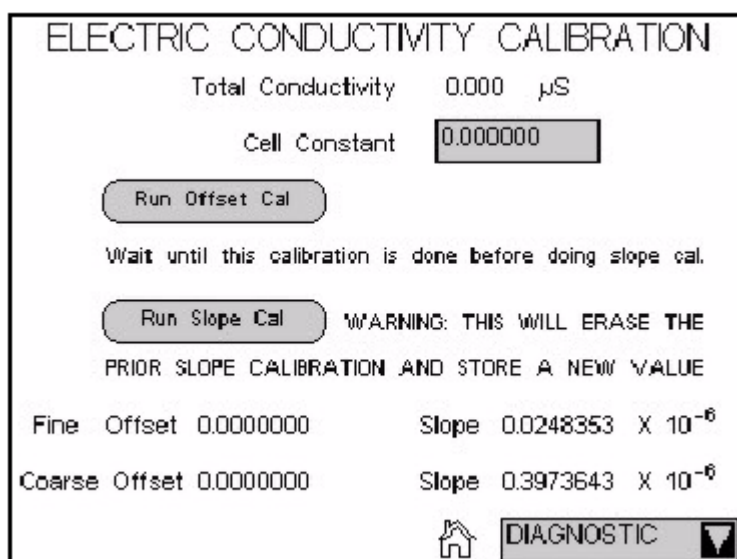 ELECTRIC CONDUCTIVITY CALIBRATION
Total Conductivity 0.000 µS
Cell Constant 0.000000
Run Offset Cal
Wait until this calibration is done before doing slope cal.
Run Slope Cal WARNING: THIS WILL ERASE THE
PRIOR SLOPE CALIBRATION AND STORE A NEW VALUE
Fine Offset 0.0000000 Slope 0.0248353 X 10⁻⁶
Coarse Offset 0.0000000 Slope 0.3973643 X 10⁻⁶
DIAGNOSTIC